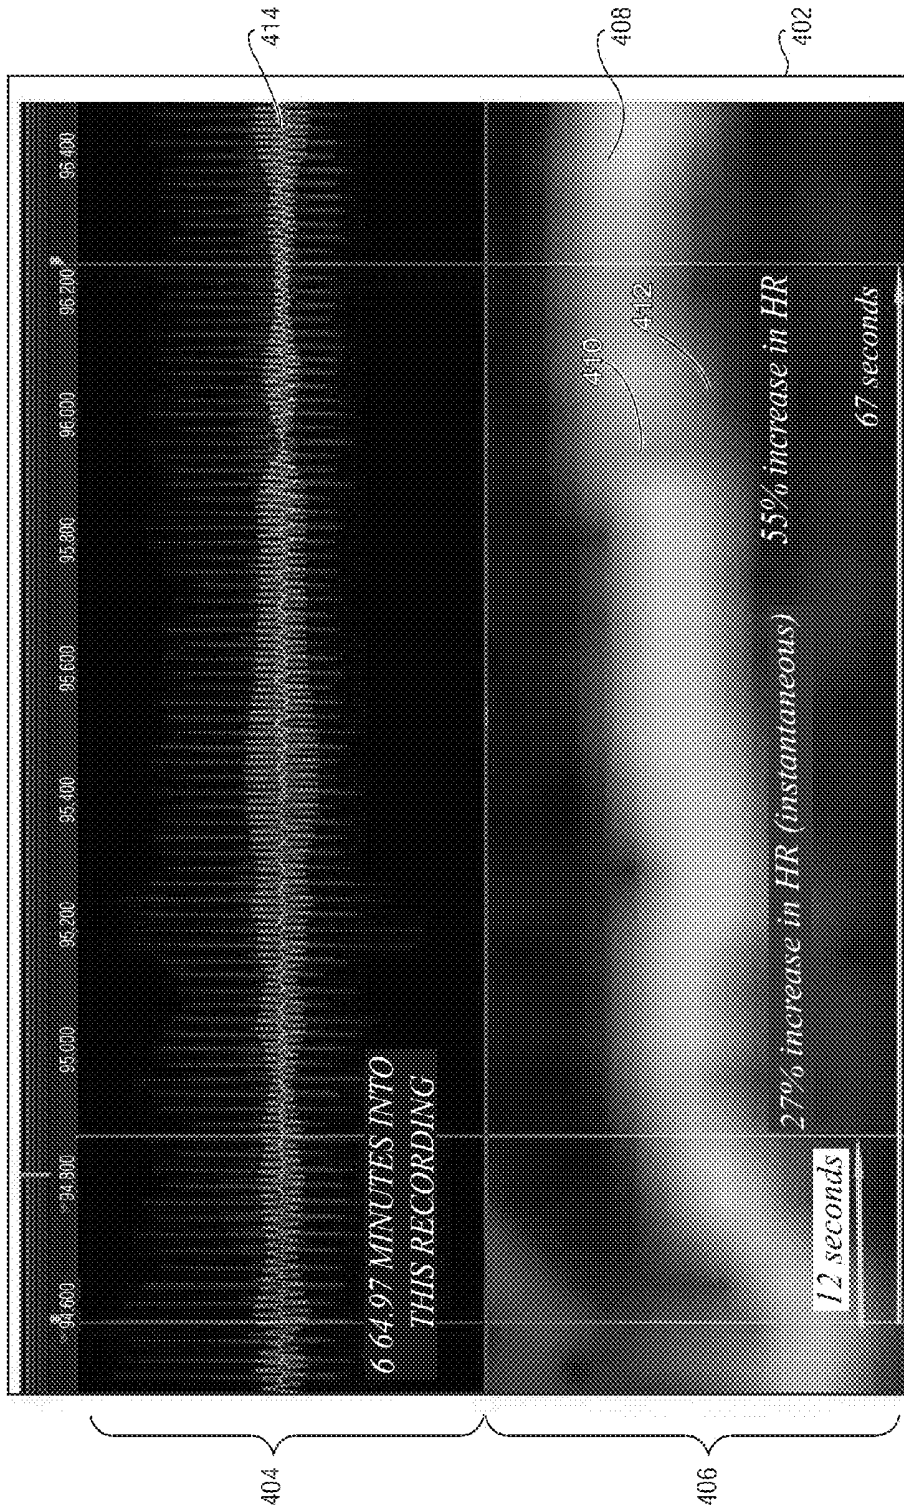 94.600
94.800
95.000
95.200
95.400
95.600
95.800
96.000
96.200
96.400
414
6 64.97 MINUTES INTO
THIS RECORDING
404
408
410
412
402
27% increase in HR (instantaneous)
55% increase in HR
12 seconds
67 seconds
406